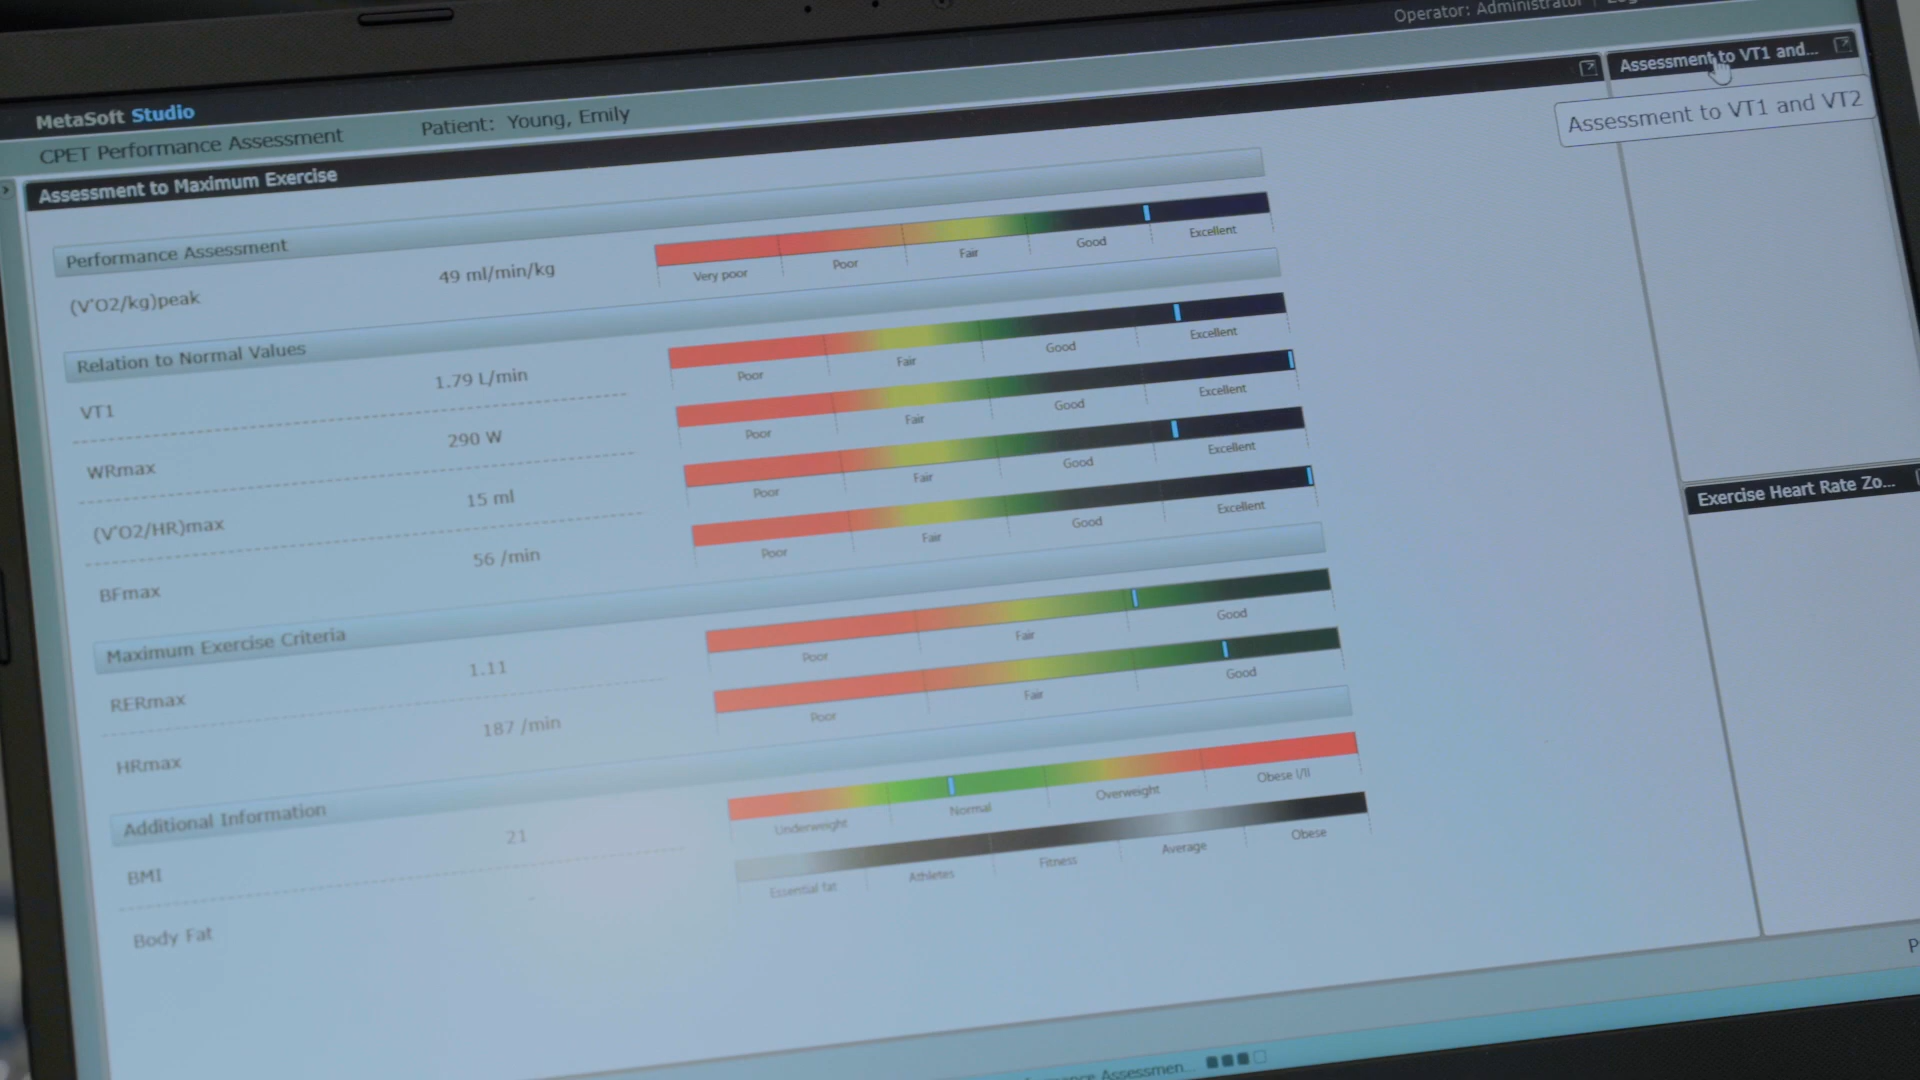 Operator: Administrator
MetaSoft Studio
CPET Performance Assessment
Patient: Young, Emily
Assessment to Maximum Exercise
Assessment to VT1 and...
Assessment to VT1 and VT2
Performance Assessment
(V'O2/kg)peak
49 ml/min/kg
Very poor
Poor
Fair
Good
Excellent
Relation to Normal Values
VT1
1.79 L/min
Poor
Fair
Good
Excellent
WRmax
290 W
Poor
Fair
Good
Excellent
(V'O2/HR)max
15 ml
Poor
Fair
Good
Excellent
BFmax
56 /min
Poor
Fair
Good
Excellent
Maximum Exercise Criteria
RERmax
1.11
Poor
Fair
Good
HRmax
187 /min
Poor
Fair
Good
Additional Information
BMI
21
Underweight
Normal
Overweight
Obese I/II
Body Fat
Essential fat
Athletes
Fitness
Average
Obese
Exercise Heart Rate Zo...
Assessmen...